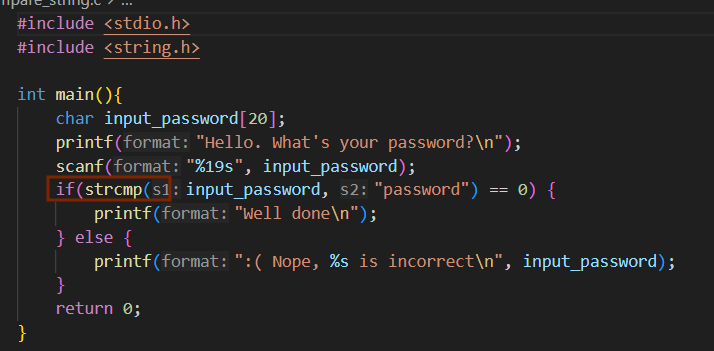 mpare_string.c > ...
#include <stdio.h>
#include <string.h>
int main(){
    char input_password[20];
    printf(format: "Hello. What's your password?\n");
    scanf(format: "%19s", input_password);
    if(strcmp(s1: input_password, s2: "password") == 0) {
        printf(format: "Well done\n");
    } else {
        printf(format: ":( Nope, %s is incorrect\n", input_password);
    }
    return 0;
}